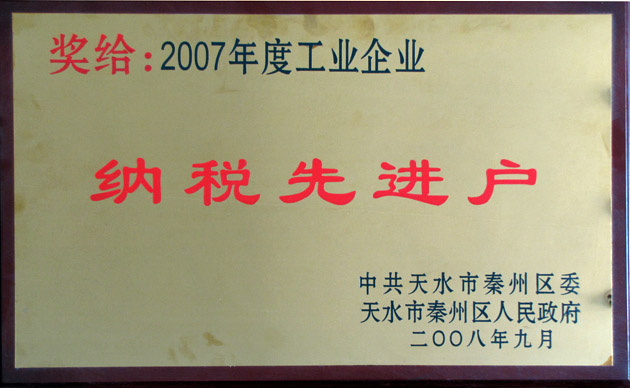 奖给:2007年度工业企业
纳税先进户
中共天水市秦州区委
天水市秦州区人民政府
二〇〇八年九月